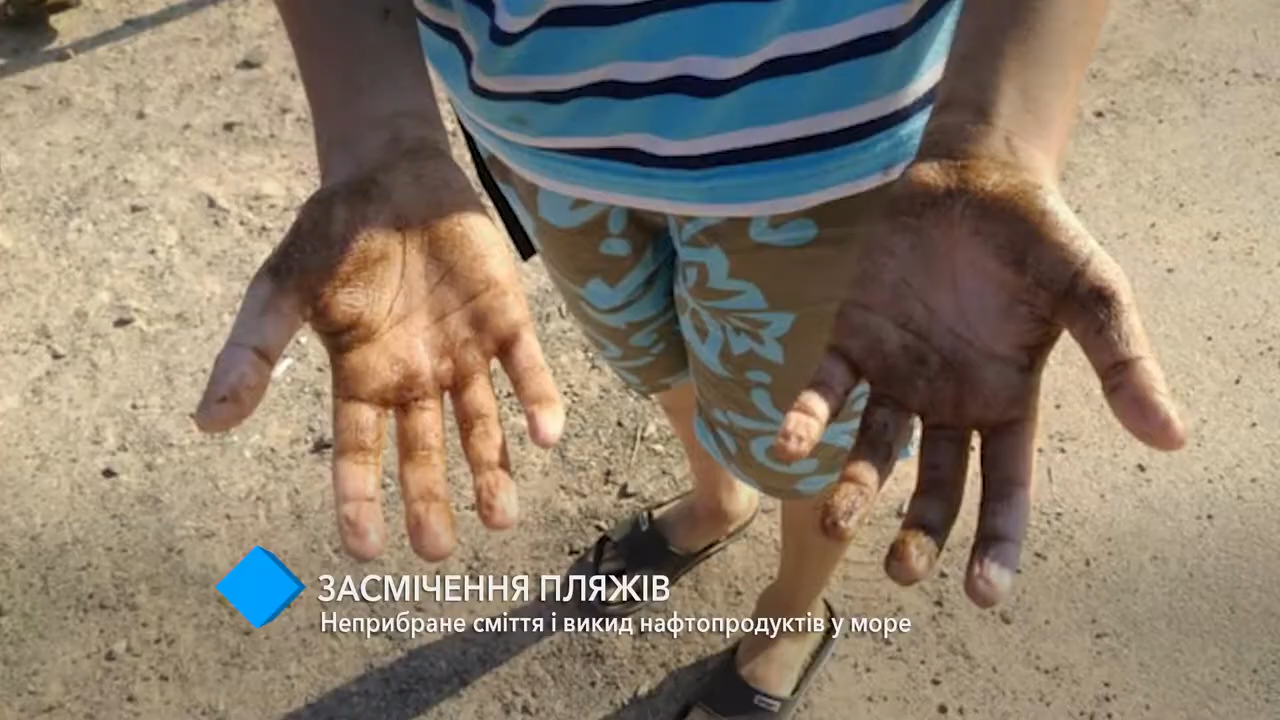 ЗАСМІЧЕННЯ ПЛЯЖІВ
Неприбране сміття і викид нафтопродуктів у море